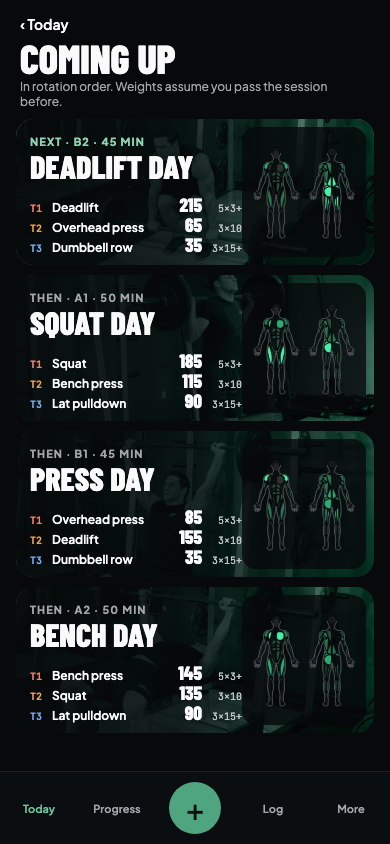 ‹ Today
COMING UP
In rotation order. Weights assume you pass the session
before.
NEXT · B2 · 45 MIN
DEADLIFT DAY
T1 Deadlift 215 5×3+
T2 Overhead press 65 3×10
T3 Dumbbell row 35 3×15+
THEN · A1 · 50 MIN
SQUAT DAY
T1 Squat 185 5×3+
T2 Bench press 115 3×10
T3 Lat pulldown 90 3×15+
THEN · B1 · 45 MIN
PRESS DAY
T1 Overhead press 85 5×3+
T2 Deadlift 155 3×10
T3 Dumbbell row 35 3×15+
THEN · A2 · 50 MIN
BENCH DAY
T1 Bench press 145 5×3+
T2 Squat 135 3×10
T3 Lat pulldown 90 3×15+
Today Progress + Log More